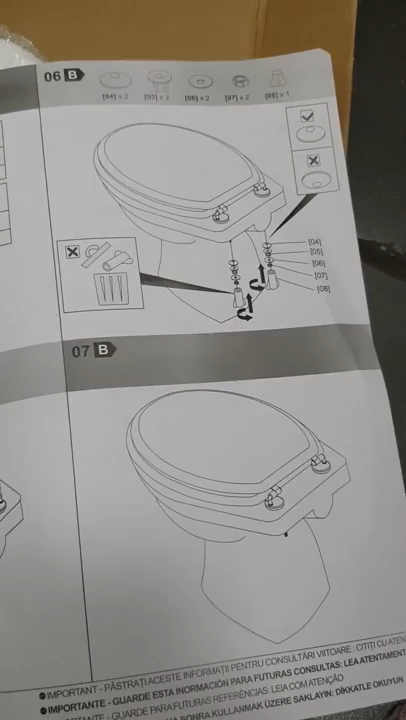 06 B
[04] x 2 [05] x 2 [06] x 2 [07] x 2 [08] x 1
[04]
[05]
[06]
[07]
[08]
07 B
IMPORTANT - PĂSTRAȚI ACESTE INFORMAȚII PENTRU CONSULTĂRI VIITOARE : CITIȚI CU ATEN
IMPORTANTE - GUARDE ESTA INORMACIÓN PARA FUTURAS CONSULTAS: LEA ATENTAMENT
IMPORTANTE - GUARDE PARA FUTURAS REFERÊNCIAS: LEIA COM ATENÇÃO
SONRA KULLANMAK ÜZERE SAKLAYIN: DİKKATLE OKUYUN